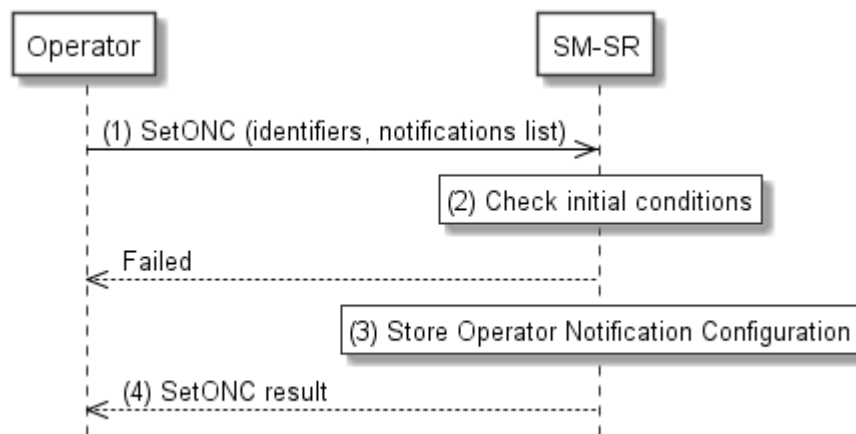 Operator
SM-SR
(1) SetONC (identifiers, notifications list)
(2) Check initial conditions
Failed
(3) Store Operator Notification Configuration
(4) SetONC result